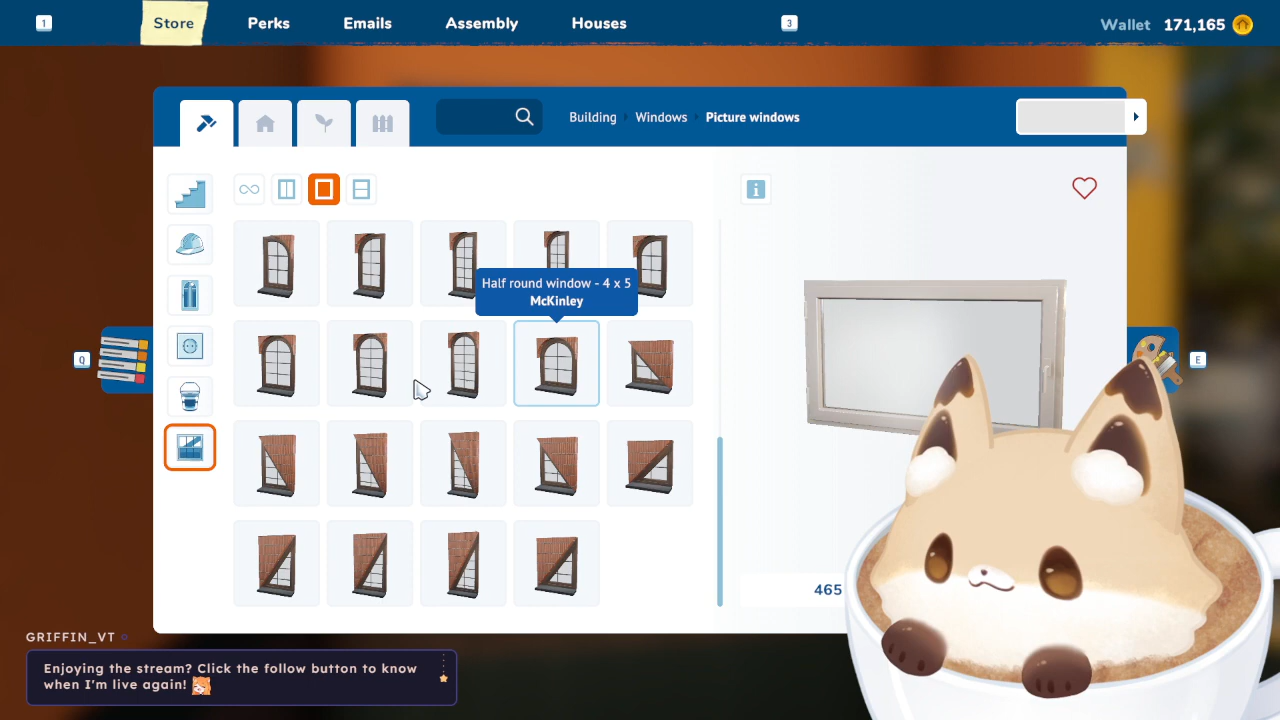 1
Store
Perks
Emails
Assembly
Houses
3
Wallet 171,165
Building
Windows
Picture windows
Half round window - 4 x 5
McKinley
Q
E
465
GRIFFIN_VT
Enjoying the stream? Click the follow button to know
when I'm live again!